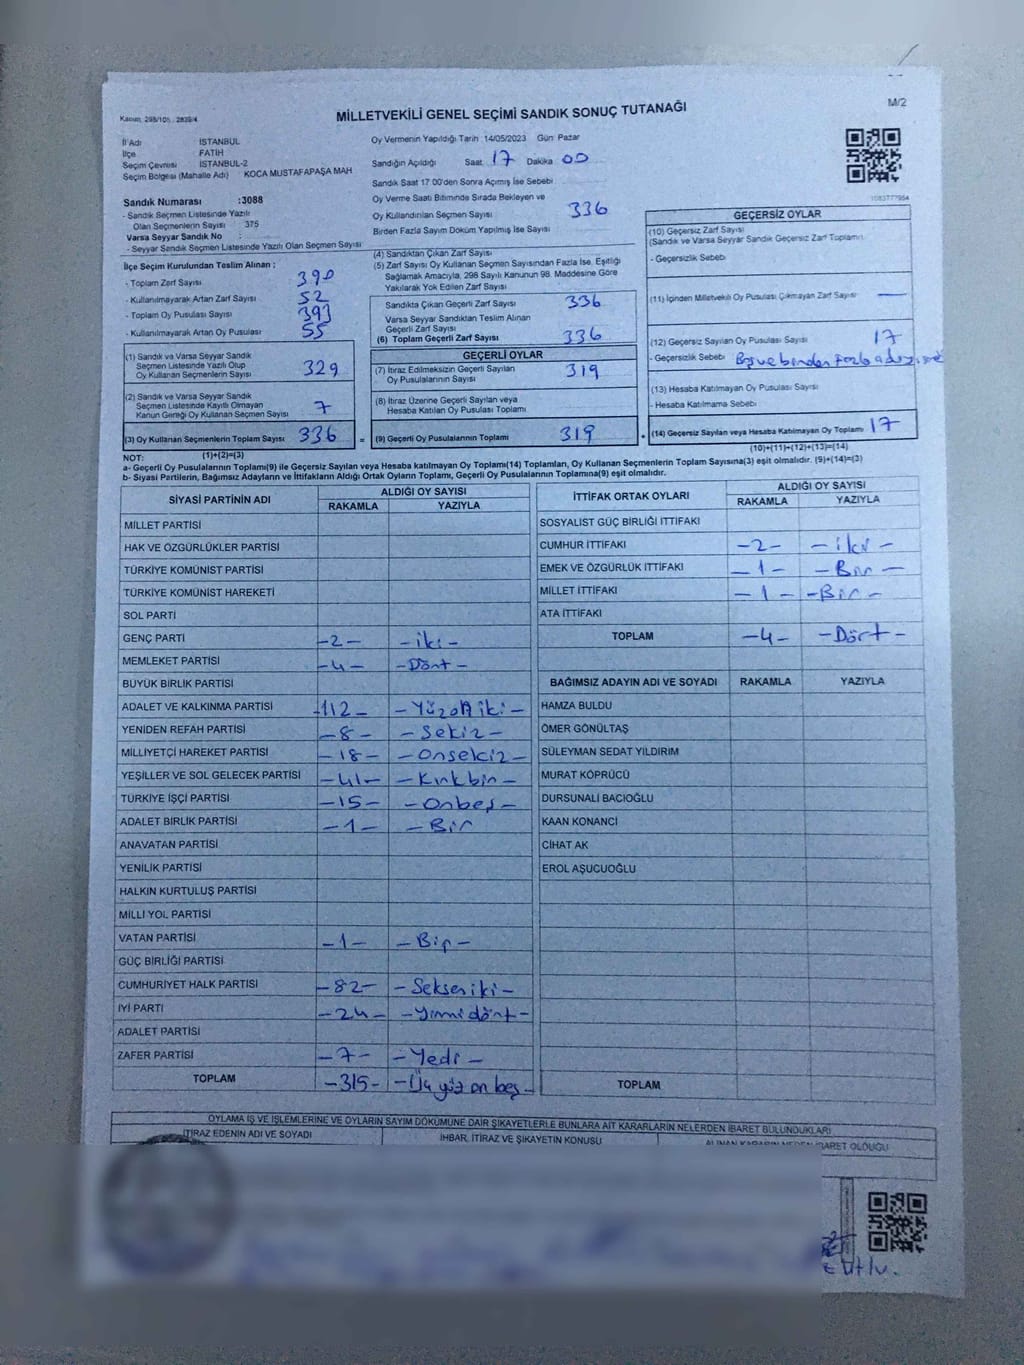 M/2
MİLLETVEKİLİ GENEL SEÇİMİ SANDIK SONUÇ TUTANAĞI
İl Adı İSTANBUL
İlçe FATİH
Seçim Çevresi İSTANBUL-2
Seçim Bölgesi (Mahalle Adı) KOCA MUSTAFAPAŞA MAH
Sandık Numarası :3088
- Sandık Seçmen Listesinde Yazılı
Olan Seçmenlerin Sayısı : 375
Varsa Seyyar Sandık No :
- Seyyar Sandık Seçmen Listesinde Yazılı Olan Seçmen Sayısı
Oy Vermenin Yapıldığı Tarih 14/05/2023 Gün Pazar
Sandığın Açıldığı Saat 17 Dakika 00
Sandık Saat 17 00'den Sonra Açımış İse Sebebi
Oy Verme Saati Bitiminde Sırada Bekleyen ve
Oy Kullandırılan Seçmen Sayısı 336
Birden Fazla Sayım Döküm Yapılmış İse Sayısı
İlçe Seçim Kurulundan Teslim Alınan :
- Toplam Zarf Sayısı 390
- Kullanılmayarak Artan Zarf Sayısı 52
- Toplam Oy Pusulası Sayısı 393
- Kullanılmayarak Artan Oy Pusulası 55
(1) Sandık ve Varsa Seyyar Sandık
Seçmen Listesinde Yazılı Olup
Oy Kullanan Seçmenlerin Sayısı 329
(2) Sandık ve Varsa Seyyar Sandık
Seçmen Listesinde Kayıtlı Olmayan
Kanun Gereği Oy Kullanan Seçmen Sayısı 7
(3) Oy Kullanan Seçmenlerin Toplam Sayısı 336 =
(1)+(2)=(3)
(4) Sandıktan Çıkan Zarf Sayısı
(5) Zarf Sayısı Oy Kullanan Seçmen Sayısından Fazla İse, Eşitliği
Sağlamak Amacıyla, 298 Sayılı Kanunun 98. Maddesine Göre
Yakılarak Yok Edilen Zarf Sayısı
Sandıkta Çıkan Geçerli Zarf Sayısı 336
Varsa Seyyar Sandıktan Teslim Alınan
Geçerli Zarf Sayısı
(6) Toplam Geçerli Zarf Sayısı 336
GEÇERLİ OYLAR
(7) İtiraz Edilmeksizin Geçerli Sayılan
Oy Pusulalarının Sayısı 319
(8) İtiraz Üzerine Geçerli Sayılan veya
Hesaba Katılan Oy Pusulası Toplamı
(9) Geçerli Oy Pusulalarının Toplamı 319 +
GEÇERSİZ OYLAR
(10) Geçersiz Zarf Sayısı
(Sandık ve Varsa Seyyar Sandık Geçersiz Zarf Toplamı)
- Geçersizlik Sebebi
(11) İçinden Milletvekili Oy Pusulası Çıkmayan Zarf Sayısı —
(12) Geçersiz Sayılan Oy Pusulası Sayısı 17
- Geçersizlik Sebebi Boş ve birden fazla
(13) Hesaba Katılmayan Oy Pusulası Sayısı
- Hesaba Katılmama Sebebi
(14) Geçersiz Sayılan veya Hesaba Katılmayan Oy Toplamı 17
(10)+(11)+(12)+(13)=(14)
NOT:
a- Geçerli Oy Pusulalarının Toplamı(9) ile Geçersiz Sayılan veya Hesaba katılmayan Oy Toplamı(14) Toplamları, Oy Kullanan Seçmenlerin Toplam Sayısına(3) eşit olmalıdır. (9)+(14)=(3)
b- Siyasi Partilerin, Bağımsız Adayların ve İttifakların Aldığı Ortak Oyların Toplamı, Geçerli Oy Pusulalarının Toplamına(9) eşit olmalıdır.
SİYASİ PARTİNİN ADI ALDIĞI OY SAYISI
RAKAMLA YAZIYLA
MİLLET PARTİSİ
HAK VE ÖZGÜRLÜKLER PARTİSİ
TÜRKİYE KOMÜNİST PARTİSİ
TÜRKİYE KOMÜNİST HAREKETİ
SOL PARTİ
GENÇ PARTİ -2- -iki-
MEMLEKET PARTİSİ -4- -Dört-
BÜYÜK BİRLİK PARTİSİ
ADALET VE KALKINMA PARTİSİ -112- -Yüzoniki-
YENİDEN REFAH PARTİSİ -8- -Sekiz-
MİLLİYETÇİ HAREKET PARTİSİ -18- -Onsekiz-
YEŞİLLER VE SOL GELECEK PARTİSİ -41- -Kırkbir-
TÜRKİYE İŞÇİ PARTİSİ -15- -Onbeş-
ADALET BİRLİK PARTİSİ -1- -Bir
ANAVATAN PARTİSİ
YENİLİK PARTİSİ
HALKIN KURTULUŞ PARTİSİ
MİLLİ YOL PARTİSİ
VATAN PARTİSİ -1- -Bir-
GÜÇ BİRLİĞİ PARTİSİ
CUMHURİYET HALK PARTİSİ -82- -Seksen iki-
İYİ PARTİ -24- -Yirmi dört-
ADALET PARTİSİ
ZAFER PARTİSİ -7- -Yedi-
TOPLAM -315- -Üç yüz on beş-
İTTİFAK ORTAK OYLARI ALDIĞI OY SAYISI
RAKAMLA YAZIYLA
SOSYALİST GÜÇ BİRLİĞİ İTTİFAKI
CUMHUR İTTİFAKI -2- -iki-
EMEK VE ÖZGÜRLÜK İTTİFAKI -1- -Bir-
MİLLET İTTİFAKI -1- -Bir-
ATA İTTİFAKI
TOPLAM -4- -Dört-
BAĞIMSIZ ADAYIN ADI VE SOYADI RAKAMLA YAZIYLA
HAMZA BULDU
ÖMER GÖNÜLTAŞ
SÜLEYMAN SEDAT YILDIRIM
MURAT KÖPRÜCÜ
DURSUNALİ BACIOĞLU
KAAN KONANCİ
CİHAT AK
EROL AŞUCUOĞLU
TOPLAM
OYLAMA İŞ VE İŞLEMLERİNE VE OYLARIN SAYIM DÖKÜMÜNE DAİR ŞİKAYETLERLE BUNLARA AİT KARARLARIN NELERDEN İBARET BULUNDUKLARI
İTİRAZ EDENİN ADI VE SOYADI İHBAR, İTİRAZ VE ŞİKAYETİN KONUSU ALINAN KARARIN NEDEN İBARET OLDUĞU